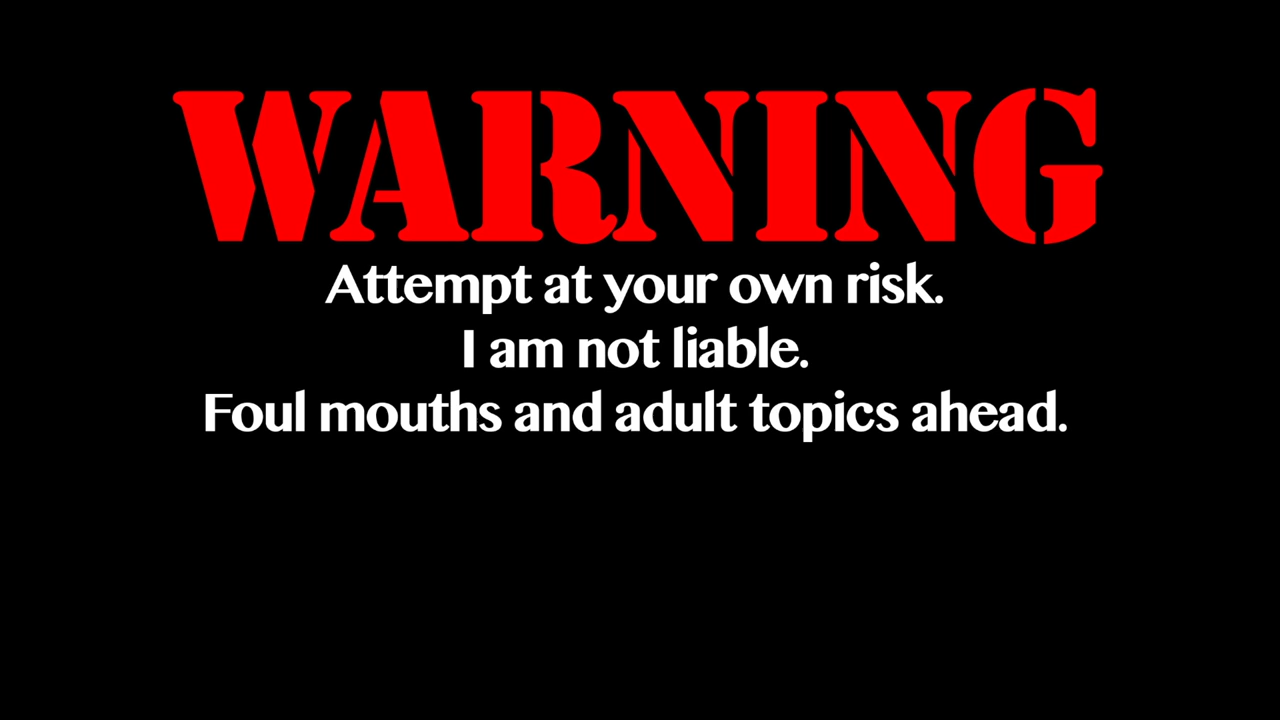 WARNING
Attempt at your own risk.
I am not liable.
Foul mouths and adult topics ahead.